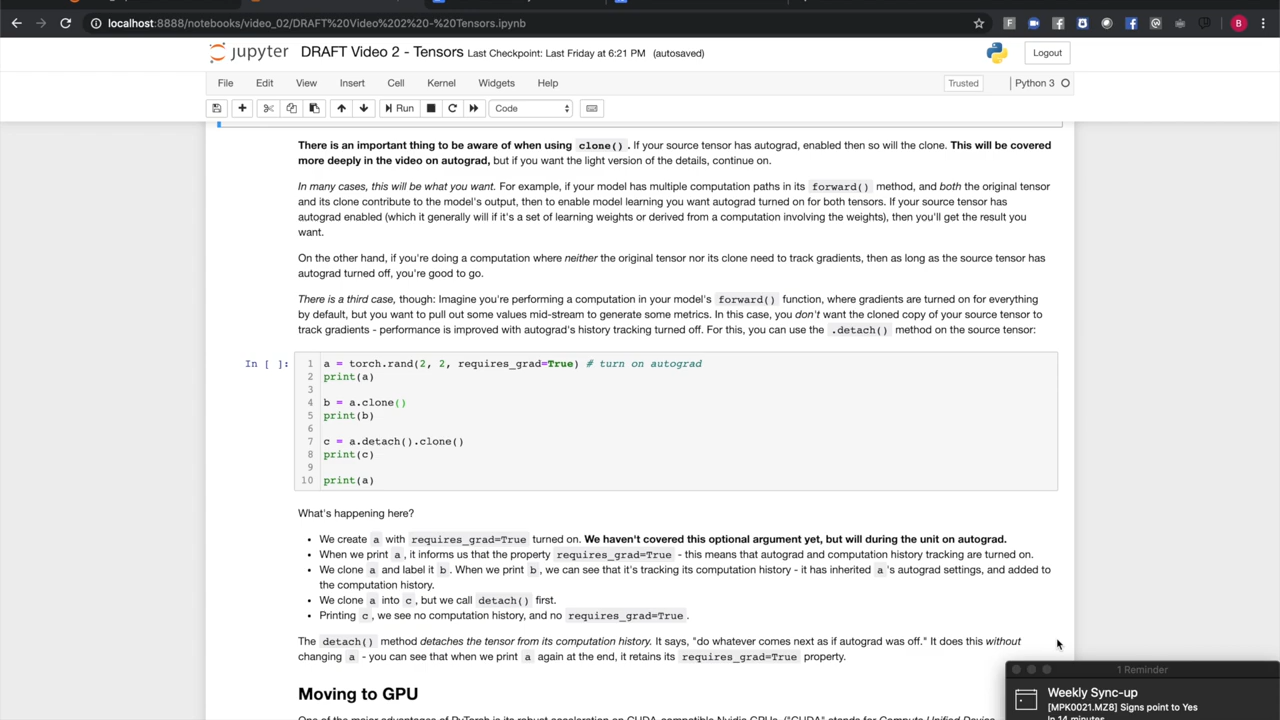 localhost:8888/notebooks/video_02/DRAFT%20Video%202%20-%20Tensors.ipynb
B
jupyter DRAFT Video 2 - Tensors Last Checkpoint: Last Friday at 6:21 PM (autosaved)
Logout
File Edit View Insert Cell Kernel Widgets Help
Trusted
Python 3
Run
Code
There is an important thing to be aware of when using clone(). If your source tensor has autograd, enabled then so will the clone. This will be covered
more deeply in the video on autograd, but if you want the light version of the details, continue on.
In many cases, this will be what you want. For example, if your model has multiple computation paths in its forward() method, and both the original tensor
and its clone contribute to the model's output, then to enable model learning you want autograd turned on for both tensors. If your source tensor has
autograd enabled (which it generally will if it's a set of learning weights or derived from a computation involving the weights), then you'll get the result you
want.
On the other hand, if you're doing a computation where neither the original tensor nor its clone need to track gradients, then as long as the source tensor has
autograd turned off, you're good to go.
There is a third case, though: Imagine you're performing a computation in your model's forward() function, where gradients are turned on for everything
by default, but you want to pull out some values mid-stream to generate some metrics. In this case, you don't want the cloned copy of your source tensor to
track gradients - performance is improved with autograd's history tracking turned off. For this, you can use the .detach() method on the source tensor:
In [ ]:
1 a = torch.rand(2, 2, requires_grad=True) # turn on autograd
2 print(a)
3
4 b = a.clone()
5 print(b)
6
7 c = a.detach().clone()
8 print(c)
9
10 print(a)
What's happening here?
• We create a with requires_grad=True turned on. We haven't covered this optional argument yet, but will during the unit on autograd.
• When we print a, it informs us that the property requires_grad=True - this means that autograd and computation history tracking are turned on.
• We clone a and label it b. When we print b, we can see that it's tracking its computation history - it has inherited a's autograd settings, and added to
the computation history.
• We clone a into c, but we call detach() first.
• Printing c, we see no computation history, and no requires_grad=True.
The detach() method detaches the tensor from its computation history. It says, "do whatever comes next as if autograd was off." It does this without
changing a - you can see that when we print a again at the end, it retains its requires_grad=True property.
Moving to GPU
1 Reminder
Weekly Sync-up
[MPK0021.MZ8] Signs point to Yes
In 14 minutes